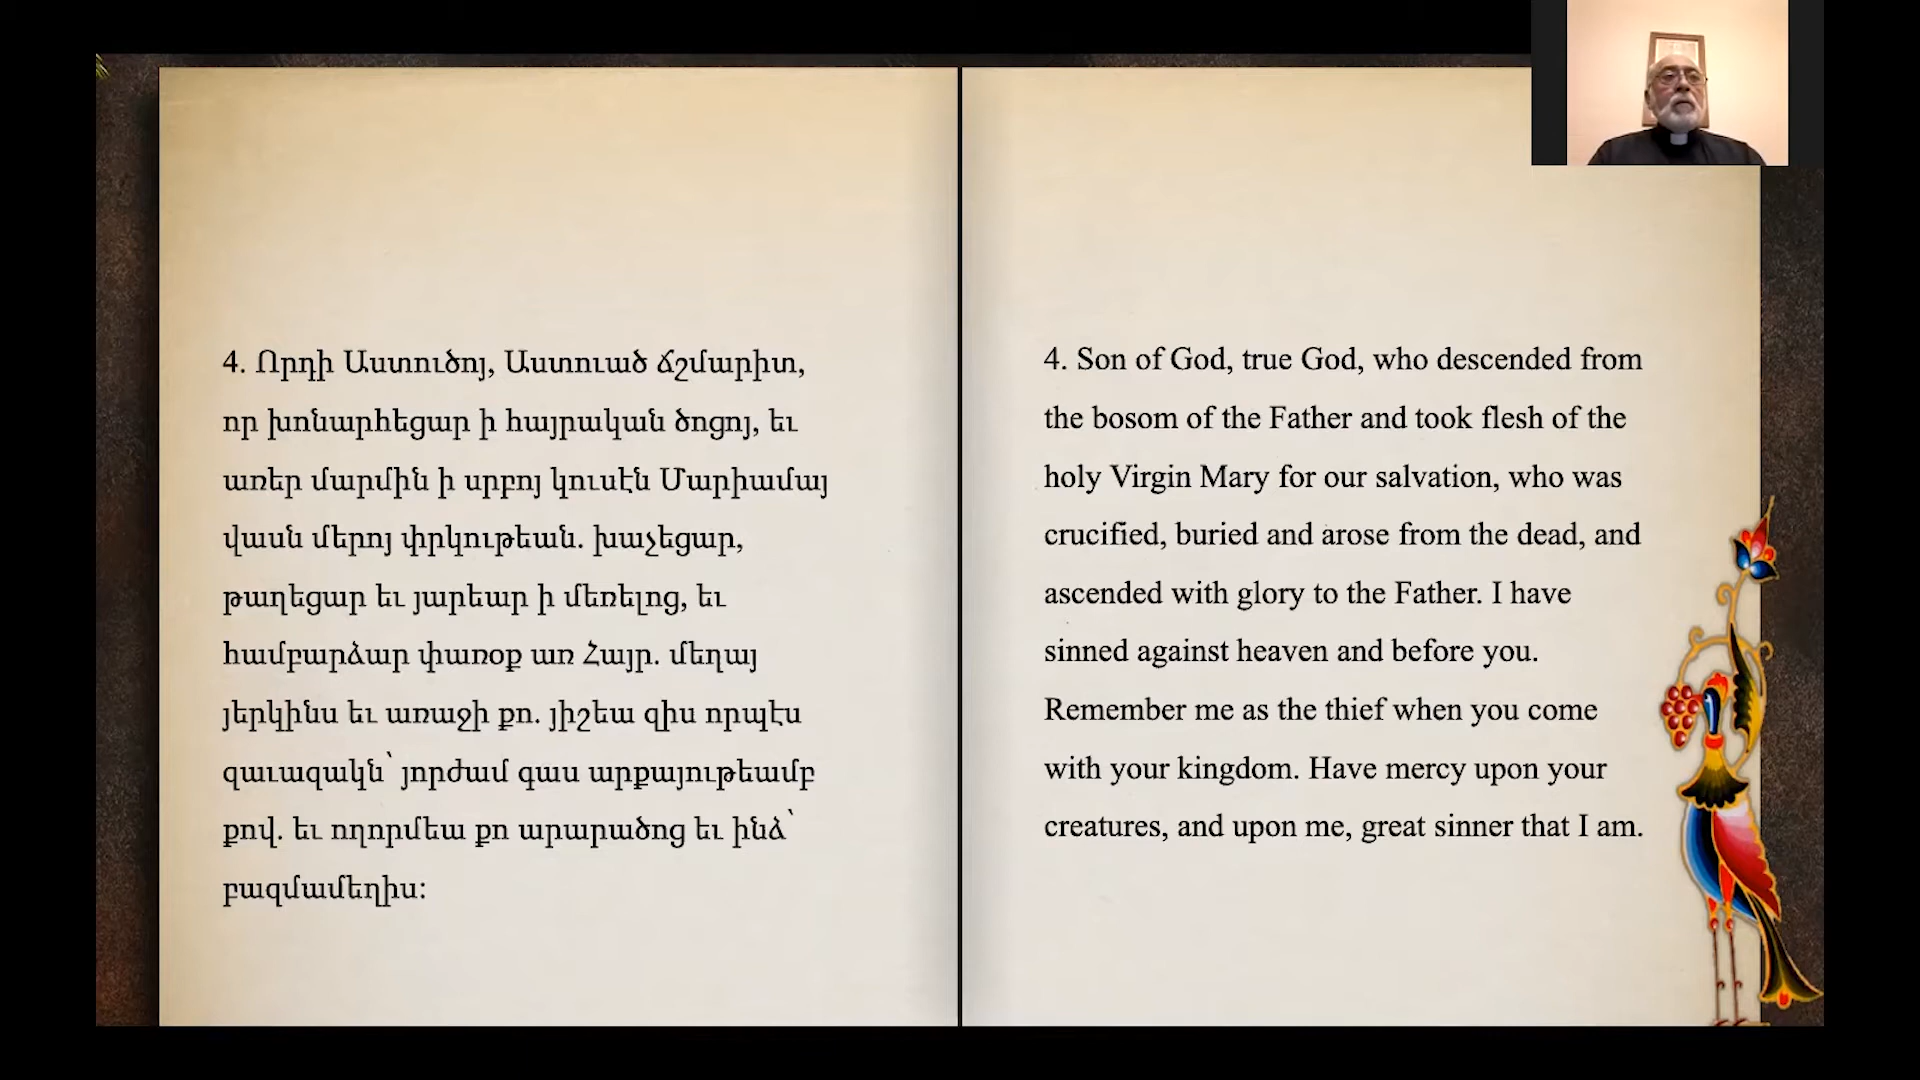 4. Որդի Աստուծոյ, Աստուած ճշմարիտ,
որ խոնարհեցար ի հայրական ծոցոյ, եւ
առեր մարմին ի սրբոյ կուսէն Մարիամայ
վասն մերոյ փրկութեան. խաչեցար,
թաղեցար եւ յարեար ի մեռելոց, եւ
համբարձար փառօք առ Հայր. մեղայ
յերկինս եւ առաջի քո. յիշեա զիս որպէս
զաւազակն՝ յորժամ գաս արքայութեամբ
քով. եւ ողորմեա քո արարածոց եւ ինձ՝
բազմամեղիս:
4. Son of God, true God, who descended from
the bosom of the Father and took flesh of the
holy Virgin Mary for our salvation, who was
crucified, buried and arose from the dead, and
ascended with glory to the Father. I have
sinned against heaven and before you.
Remember me as the thief when you come
with your kingdom. Have mercy upon your
creatures, and upon me, great sinner that I am.